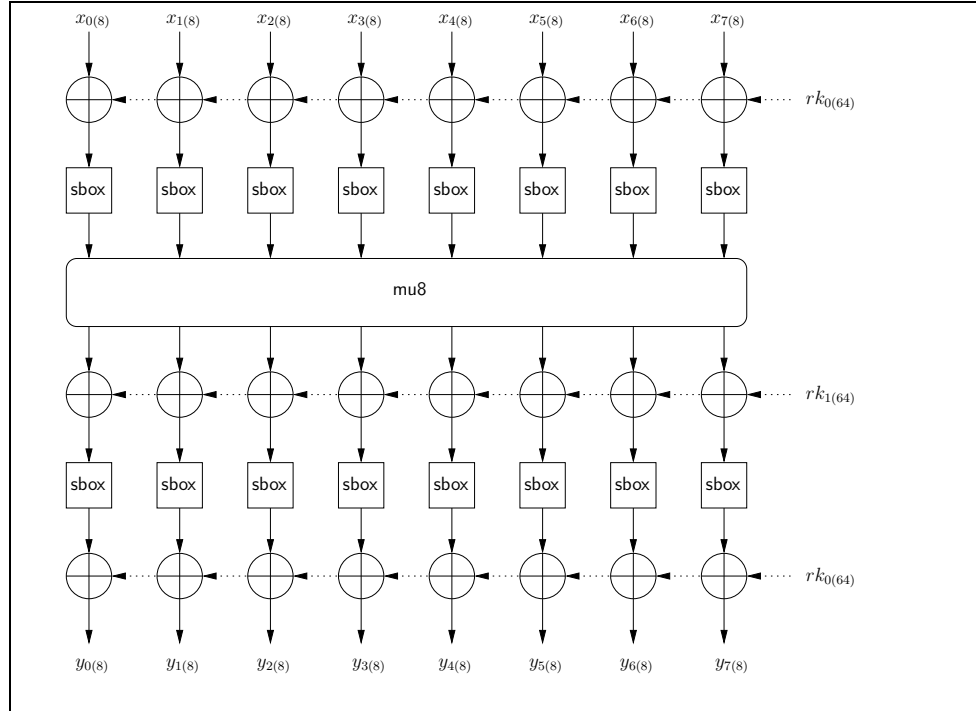 x0(8) x1(8) x2(8) x3(8) x4(8) x5(8) x6(8) x7(8)
rk0(64)
sbox sbox sbox sbox sbox sbox sbox sbox
mu8
rk1(64)
sbox sbox sbox sbox sbox sbox sbox sbox
rk0(64)
y0(8) y1(8) y2(8) y3(8) y4(8) y5(8) y6(8) y7(8)